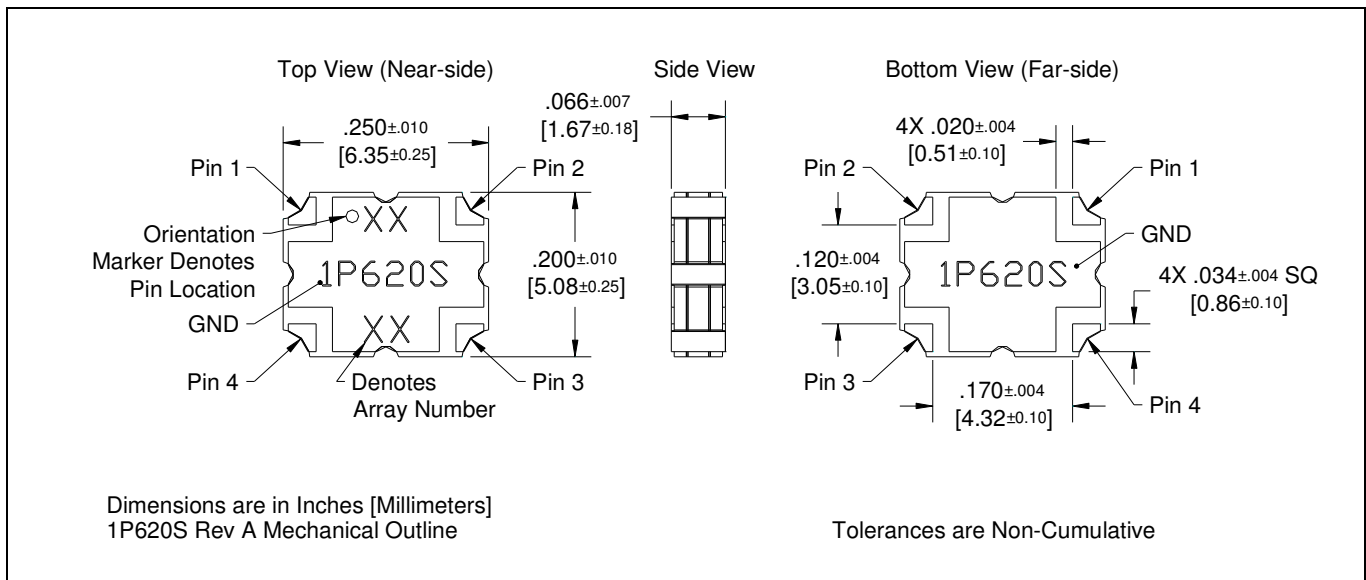 Top View (Near-side)
Side View
Bottom View (Far-side)
.250±.010
[6.35±0.25]
.066±.007
[1.67±0.18]
4X .020±.004
[0.51±0.10]
Pin 1
Pin 2
Pin 2
Pin 1
XX
Orientation
Marker Denotes
Pin Location
GND
1P620S
.200±.010
[5.08±0.25]
.120±.004
[3.05±0.10]
1P620S
GND
4X .034±.004 SQ
[0.86±0.10]
XX
Pin 4
Denotes
Array Number
Pin 3
Pin 3
.170±.004
[4.32±0.10]
Pin 4
Dimensions are in Inches [Millimeters]
1P620S Rev A Mechanical Outline
Tolerances are Non-Cumulative